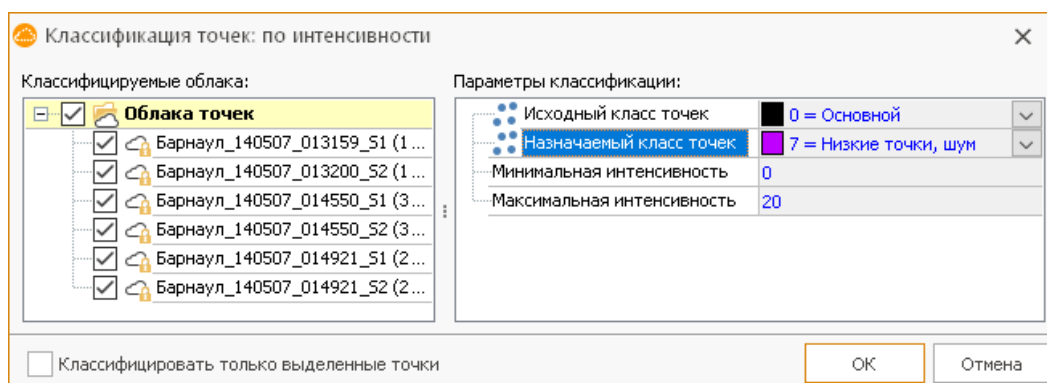 Классификация точек: по интенсивности
Классифицируемые облака:
Облака точек
Барнаул_140507_013159_S1 (1...
Барнаул_140507_013200_S2 (1...
Барнаул_140507_014550_S1 (3...
Барнаул_140507_014550_S2 (3...
Барнаул_140507_014921_S1 (2...
Барнаул_140507_014921_S2 (2...
Параметры классификации:
Исходный класс точек 0 = Основной
Назначаемый класс точек 7 = Низкие точки, шум
Минимальная интенсивность 0
Максимальная интенсивность 20
Классифицировать только выделенные точки
ОК Отмена